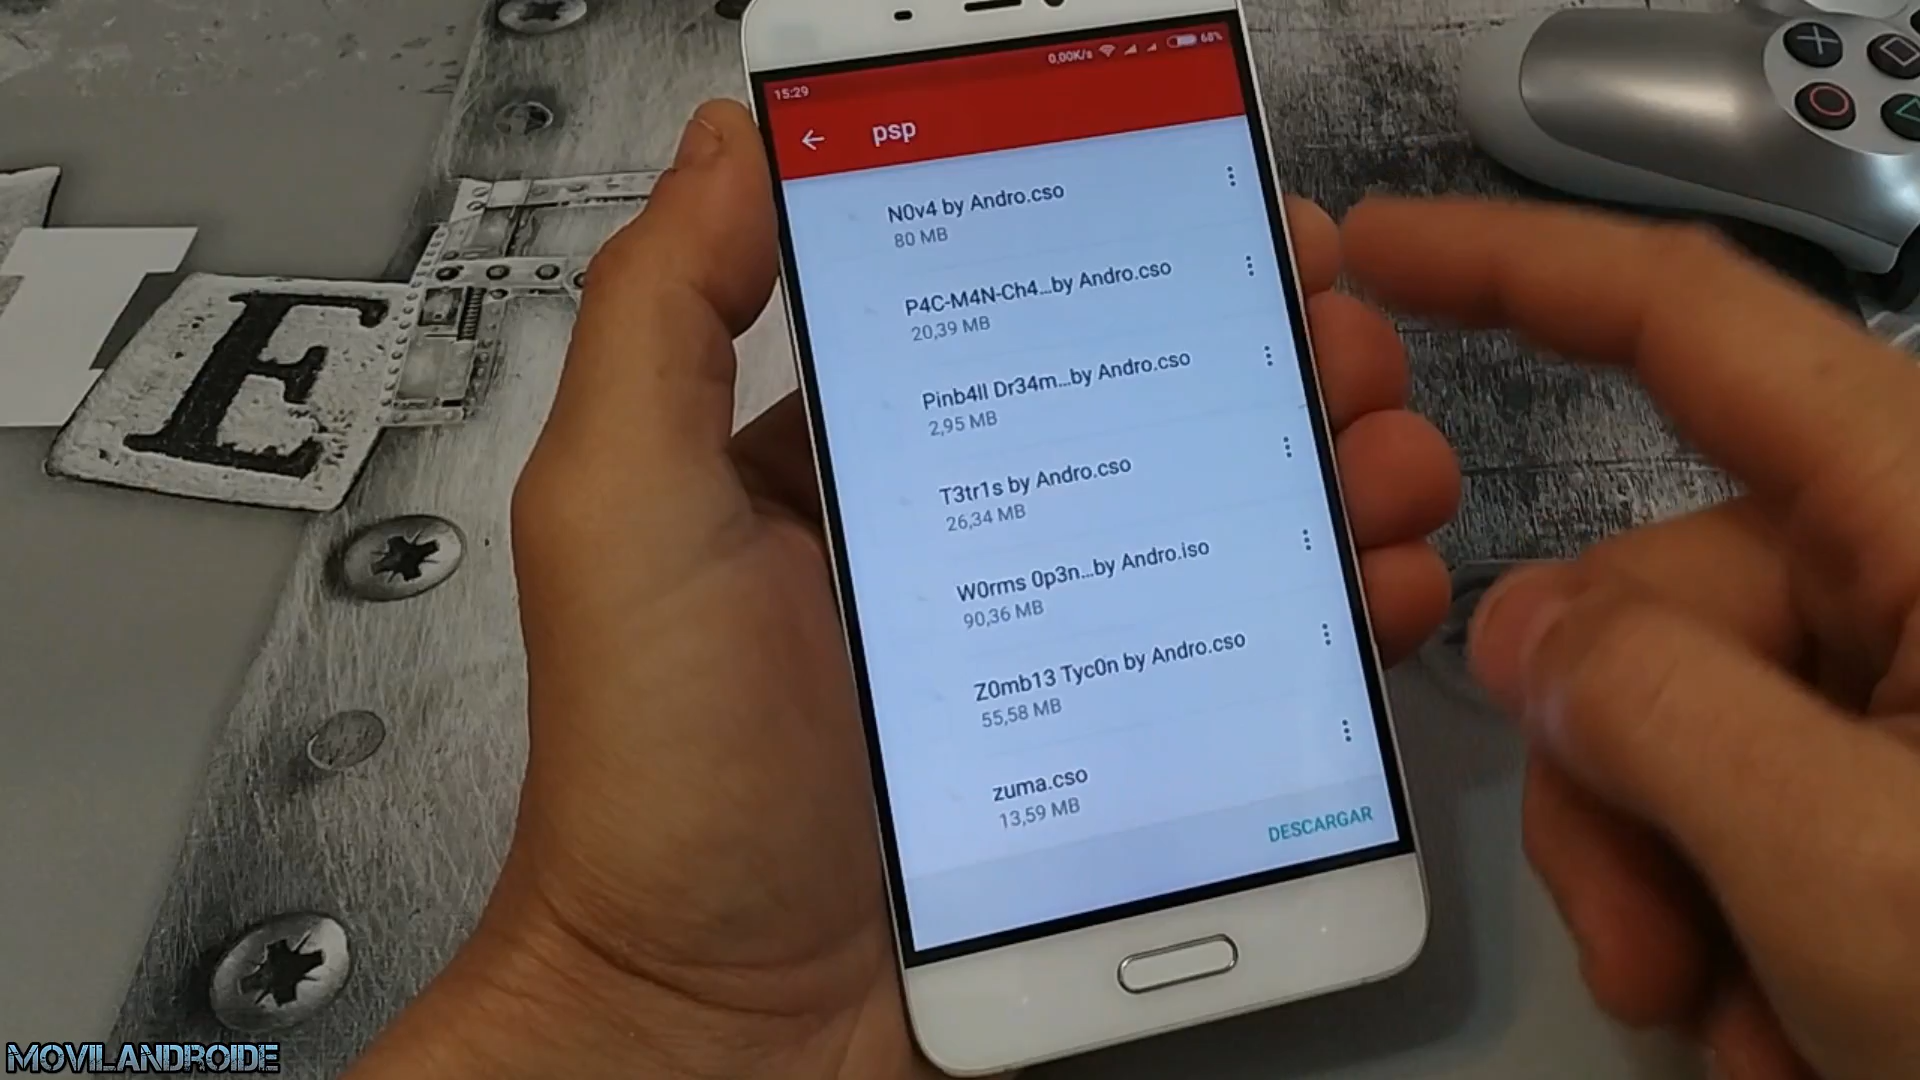 0,00K/s 68%
15:29
psp
N0v4 by Andro.cso
80 MB
P4C-M4N-Ch4...by Andro.cso
20,39 MB
Pinb4ll Dr34m...by Andro.cso
2,95 MB
T3tr1s by Andro.cso
26,34 MB
W0rms 0p3n...by Andro.iso
90,36 MB
Z0mb13 Tyc0n by Andro.cso
55,58 MB
zuma.cso
13,59 MB
DESCARGAR
E
MOVILANDROIDE